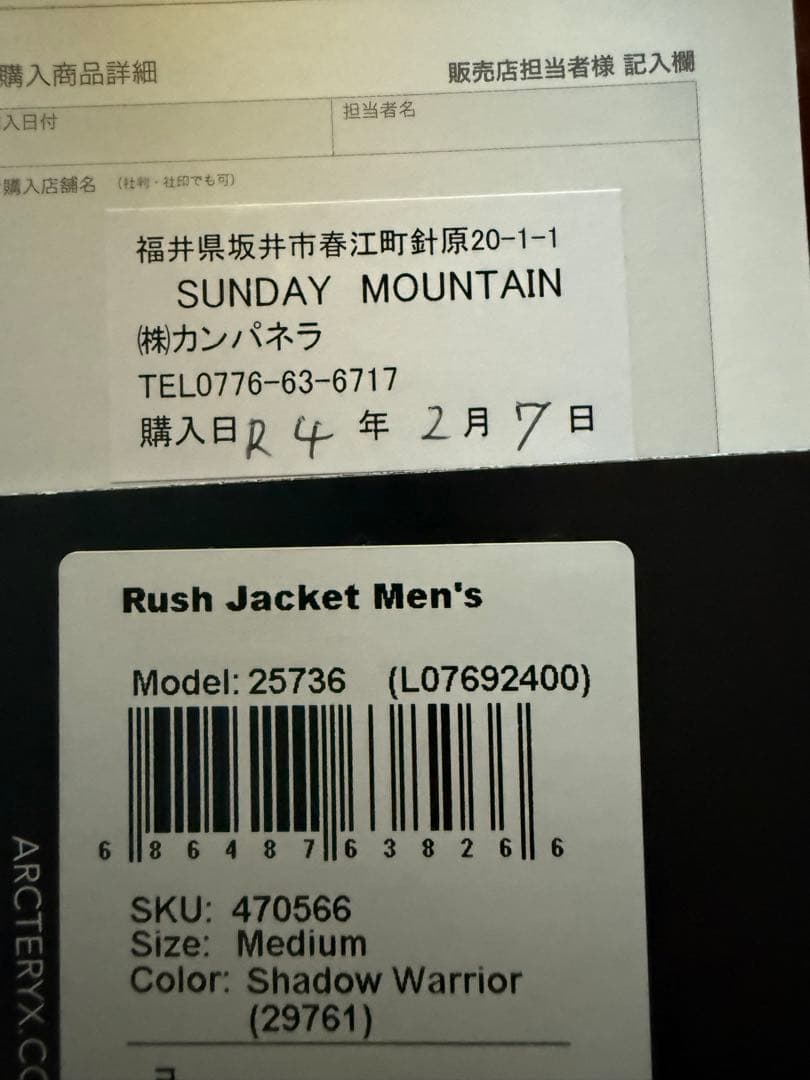 購入商品詳細
販売店担当者様 記入欄
入日付
担当者名
購入店舗名 (社判・社印でも可)
福井県坂井市春江町針原20-1-1
SUNDAY MOUNTAIN
㈱カンパネラ
TEL0776-63-6717
購入日R4年2月7日
Rush Jacket Men's
Model: 25736 (L07692400)
6 86487 63826 6
SKU: 470566
Size: Medium
Color: Shadow Warrior
(29761)
ARCTERYX.CO